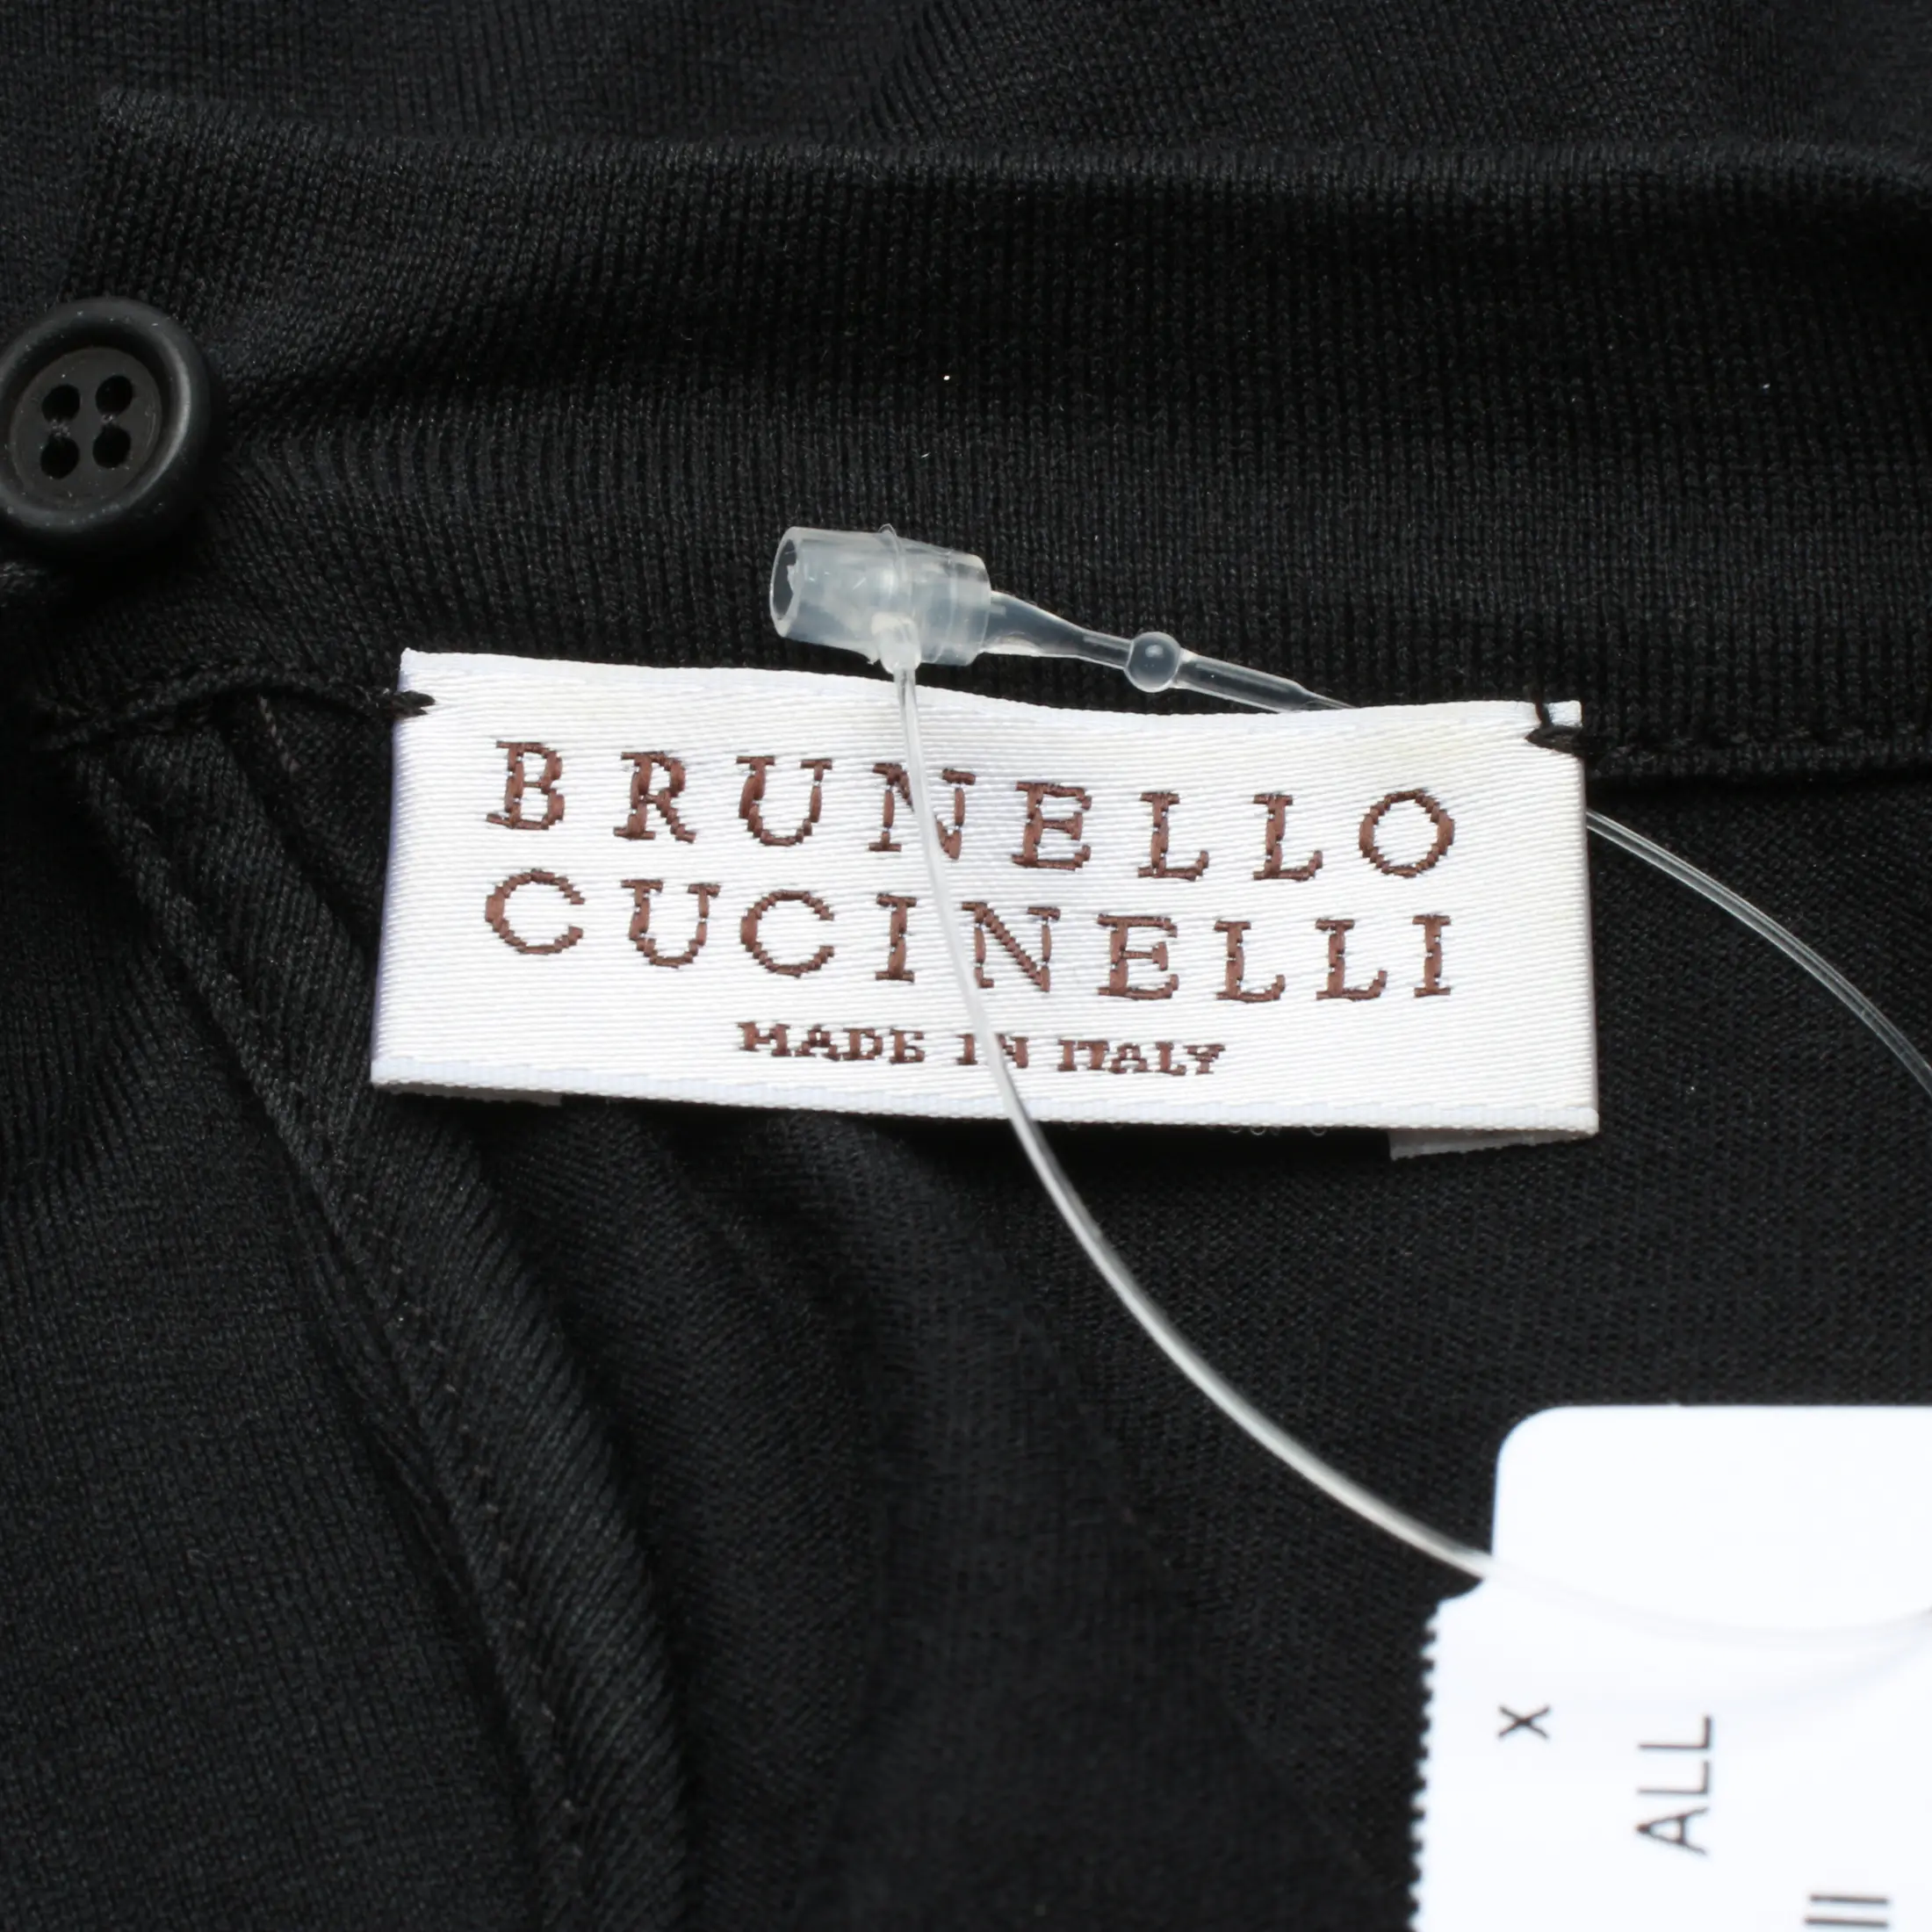 BRUNELLO
CUCINELLI
MADE IN ITALY
X
ALL